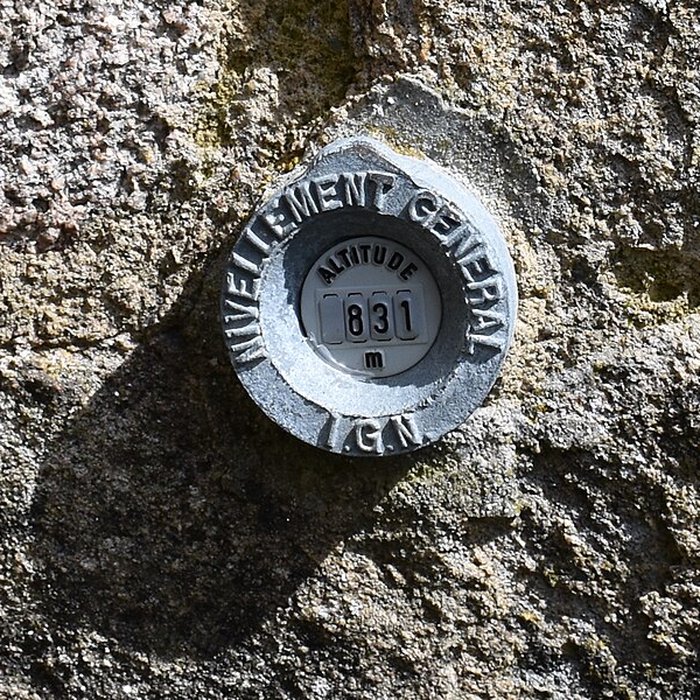 NIVELLEMENT GENERAL
ALTITUDE
831
m
I.G.N.